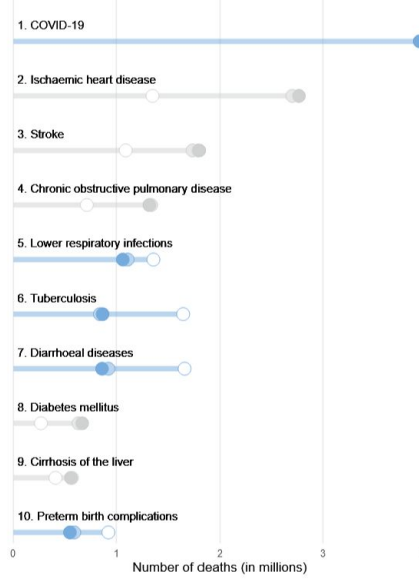 1. COVID-19
2. Ischaemic heart disease
3. Stroke
4. Chronic obstructive pulmonary disease
5. Lower respiratory infections
6. Tuberculosis
7. Diarrhoeal diseases
8. Diabetes mellitus
9. Cirrhosis of the liver
10. Preterm birth complications
0 1 2 3
Number of deaths (in millions)